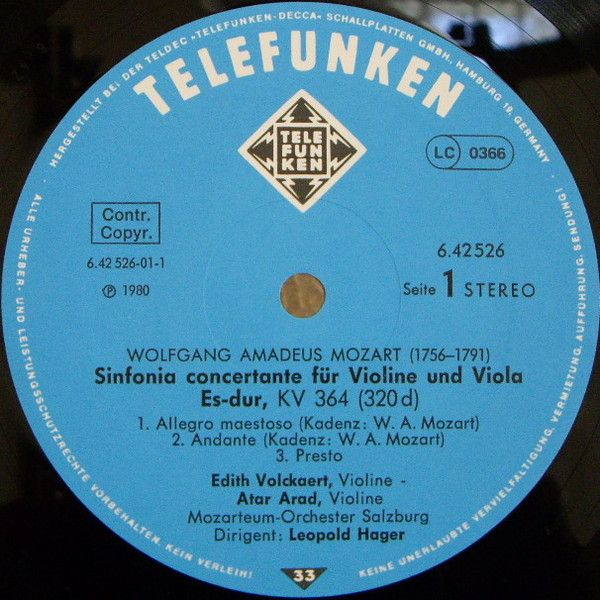 HERGESTELLT BEI DER TELDEC »TELEFUNKEN-DECCA« SCHALLPLATTEN GMBH, HAMBURG 19, GERMANY
TELEFUNKEN
TELE
FUN
KEN
LC 0366
Contr.
Copyr.
6.42 526-01-1
Ⓟ 1980
6.42526
Seite 1 STEREO
WOLFGANG AMADEUS MOZART (1756–1791)
Sinfonia concertante für Violine und Viola
Es-dur, KV 364 (320d)
1. Allegro maestoso (Kadenz: W. A. Mozart)
2. Andante (Kadenz: W. A. Mozart)
3. Presto
Edith Volckaert, Violine -
Atar Arad, Violine
Mozarteum-Orchester Salzburg
Dirigent: Leopold Hager
33
ALLE URHEBER- UND LEISTUNGSSCHUTZRECHTE VORBEHALTEN. KEIN VERLEIH!
KEINE UNERLAUBTE VERVIELFÄLTIGUNG, VERMIETUNG, AUFFÜHRUNG, SENDUNG!